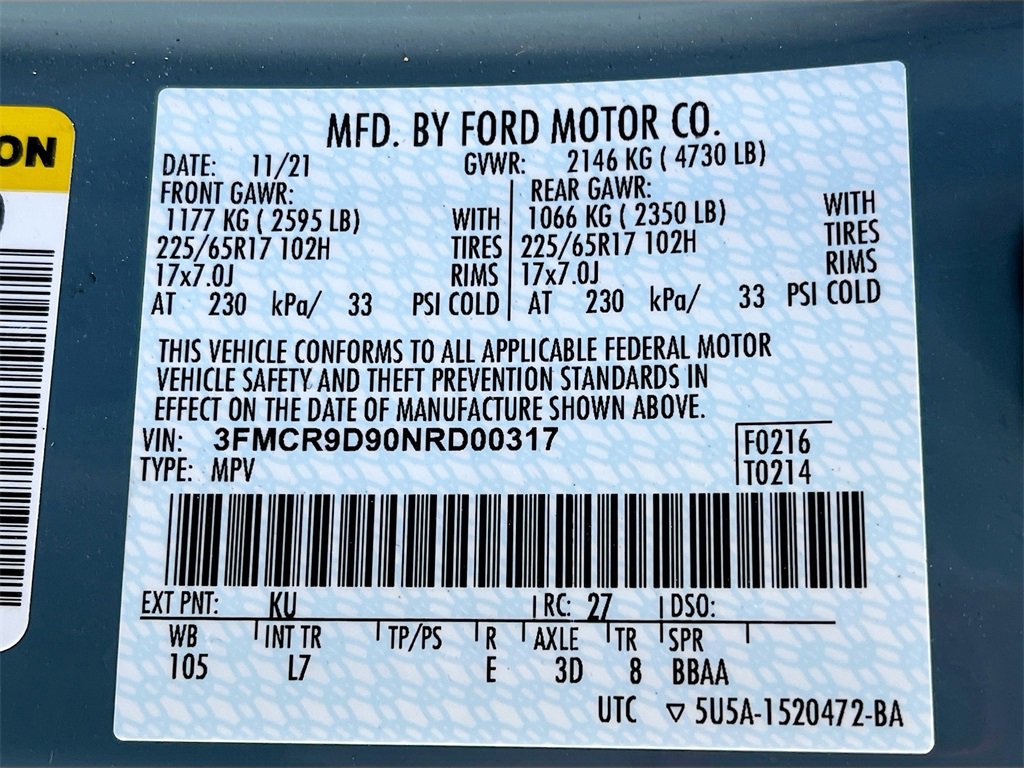 ON
MFD. BY FORD MOTOR CO.
DATE: 11/21 GVWR: 2146 KG ( 4730 LB)
FRONT GAWR: REAR GAWR:
1177 KG ( 2595 LB) WITH 1066 KG ( 2350 LB) WITH
225/65R17 102H TIRES 225/65R17 102H TIRES
17x7.0J RIMS 17x7.0J RIMS
AT 230 kPa/ 33 PSI COLD AT 230 kPa/ 33 PSI COLD
THIS VEHICLE CONFORMS TO ALL APPLICABLE FEDERAL MOTOR
VEHICLE SAFETY AND THEFT PREVENTION STANDARDS IN
EFFECT ON THE DATE OF MANUFACTURE SHOWN ABOVE.
VIN: 3FMCR9D90NRD00317 F0216
TYPE: MPV T0214
EXT PNT: KU RC: 27 DSO:
WB INT TR TP/PS R AXLE TR SPR
105 L7 E 3D 8 BBAA
UTC ▽ 5U5A-1520472-BA